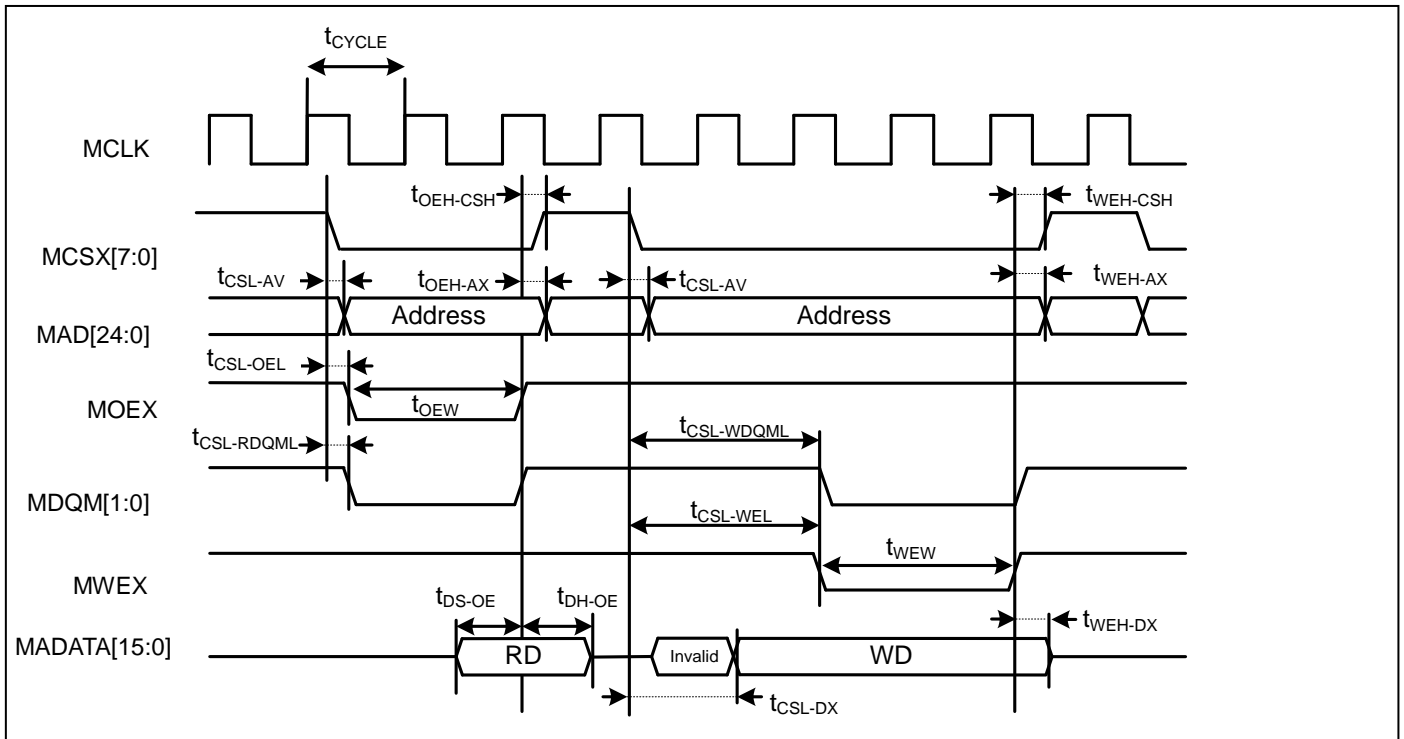 tCYCLE
MCLK
tOEH-CSH
tWEH-CSH
MCSX[7:0]
tCSL-AV
tOEH-AX
tCSL-AV
tWEH-AX
Address
Address
MAD[24:0]
tCSL-OEL
MOEX
tOEW
tCSL-RDQML
tCSL-WDQML
MDQM[1:0]
tCSL-WEL
tWEW
MWEX
tDS-OE
tDH-OE
tWEH-DX
MADATA[15:0]
RD
Invalid
WD
tCSL-DX